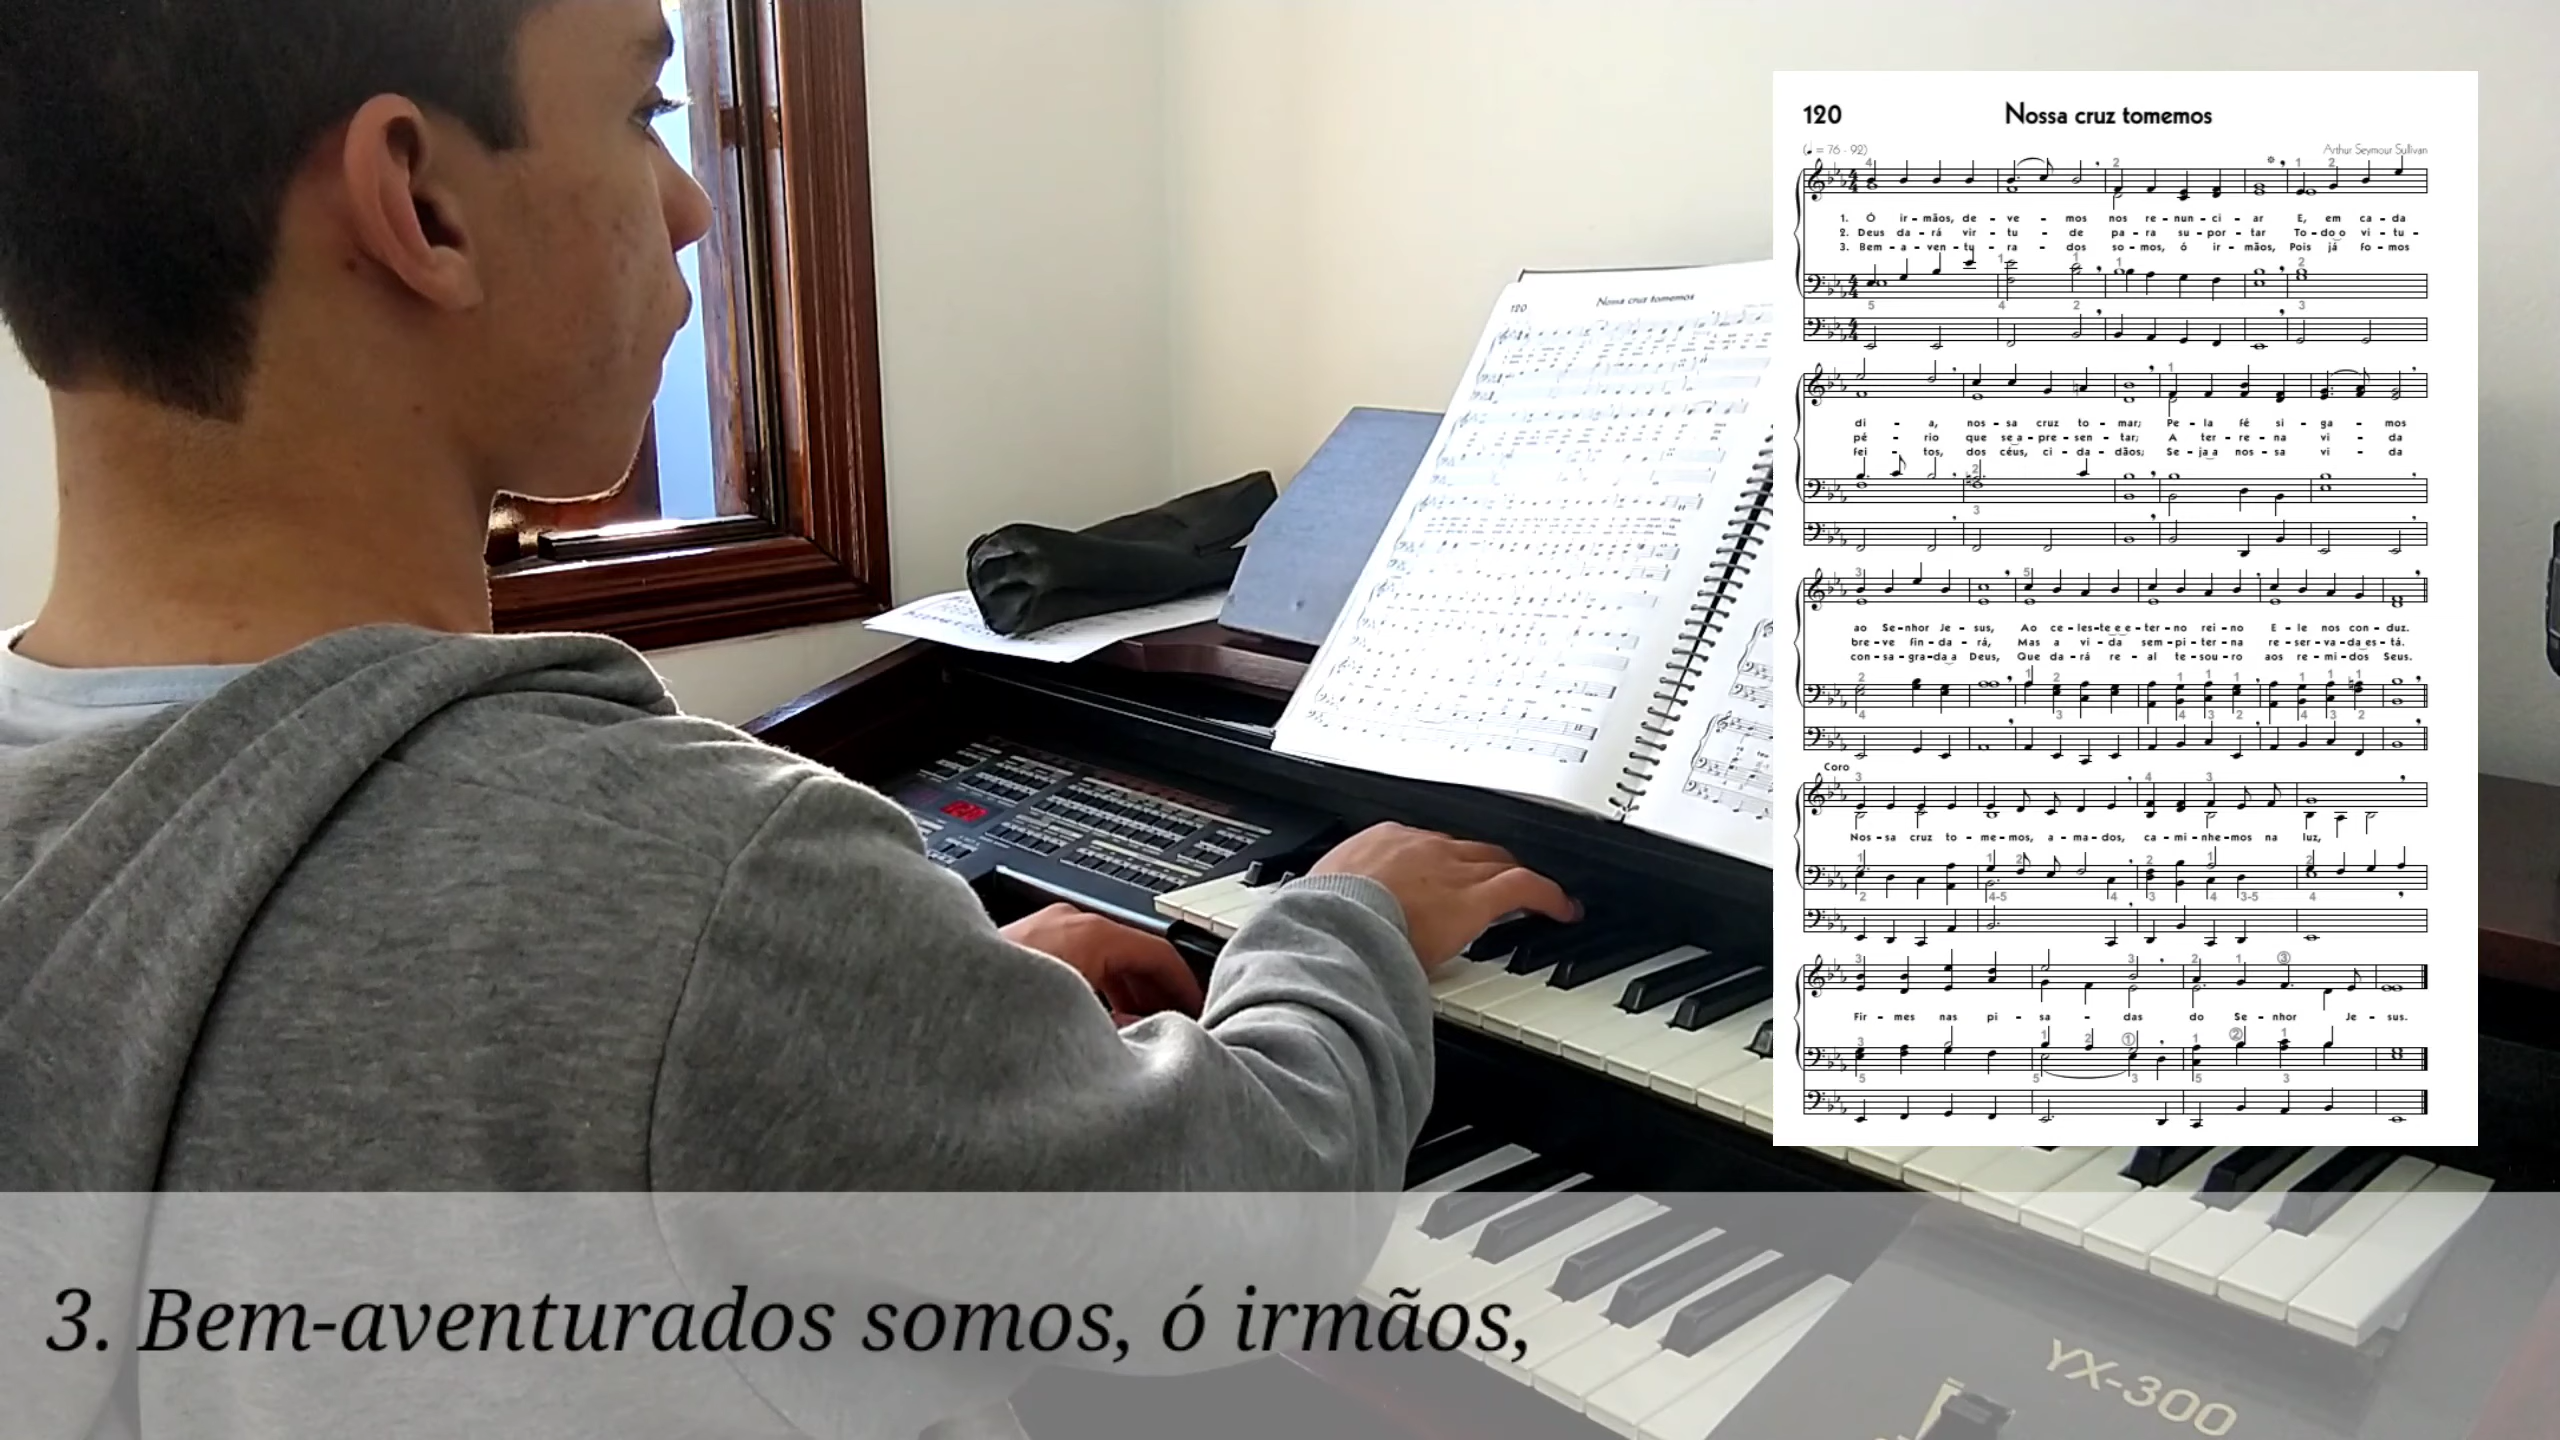 120 Nossa cruz tomemos
120 Nossa cruz tomemos
(♩ = 76 - 92) Arthur Seymour Sullivan
1. Ó ir - mãos, de - ve - mos nos re - nun - ci - ar E, em ca - da
2. Deus da - rá vir - tu - de pa - ra su - por - tar To - do o vi - tu -
3. Bem - a - ven - tu - ra - dos so - mos, ó ir - mãos, Pois já fo - mos
di - a, nos - sa cruz to - mar; Pe - la fé si - ga - mos
pé - rio que se a - pre - sen - tar; A ter - re - na vi - da
fei - tos, dos céus, ci - da - dãos; Se - ja a nos - sa vi - da
ao Se - nhor Je - sus, Ao ce - les - te e e - ter - no rei - no E - le nos con - duz.
bre - ve fin - da - rá, Mas a vi - da sem - pi - ter - na re - ser - va - da es - tá.
con - sa - gra - da a Deus, Que da - rá re - al te - sou - ro aos re - mi - dos Seus.
Coro
Nos - sa cruz to - me - mos, a - ma - dos, ca - mi - nhe - mos na luz,
Fir - mes nas pi - sa - das do Se - nhor Je - sus.
3. Bem-aventurados somos, ó irmãos,
YX-300